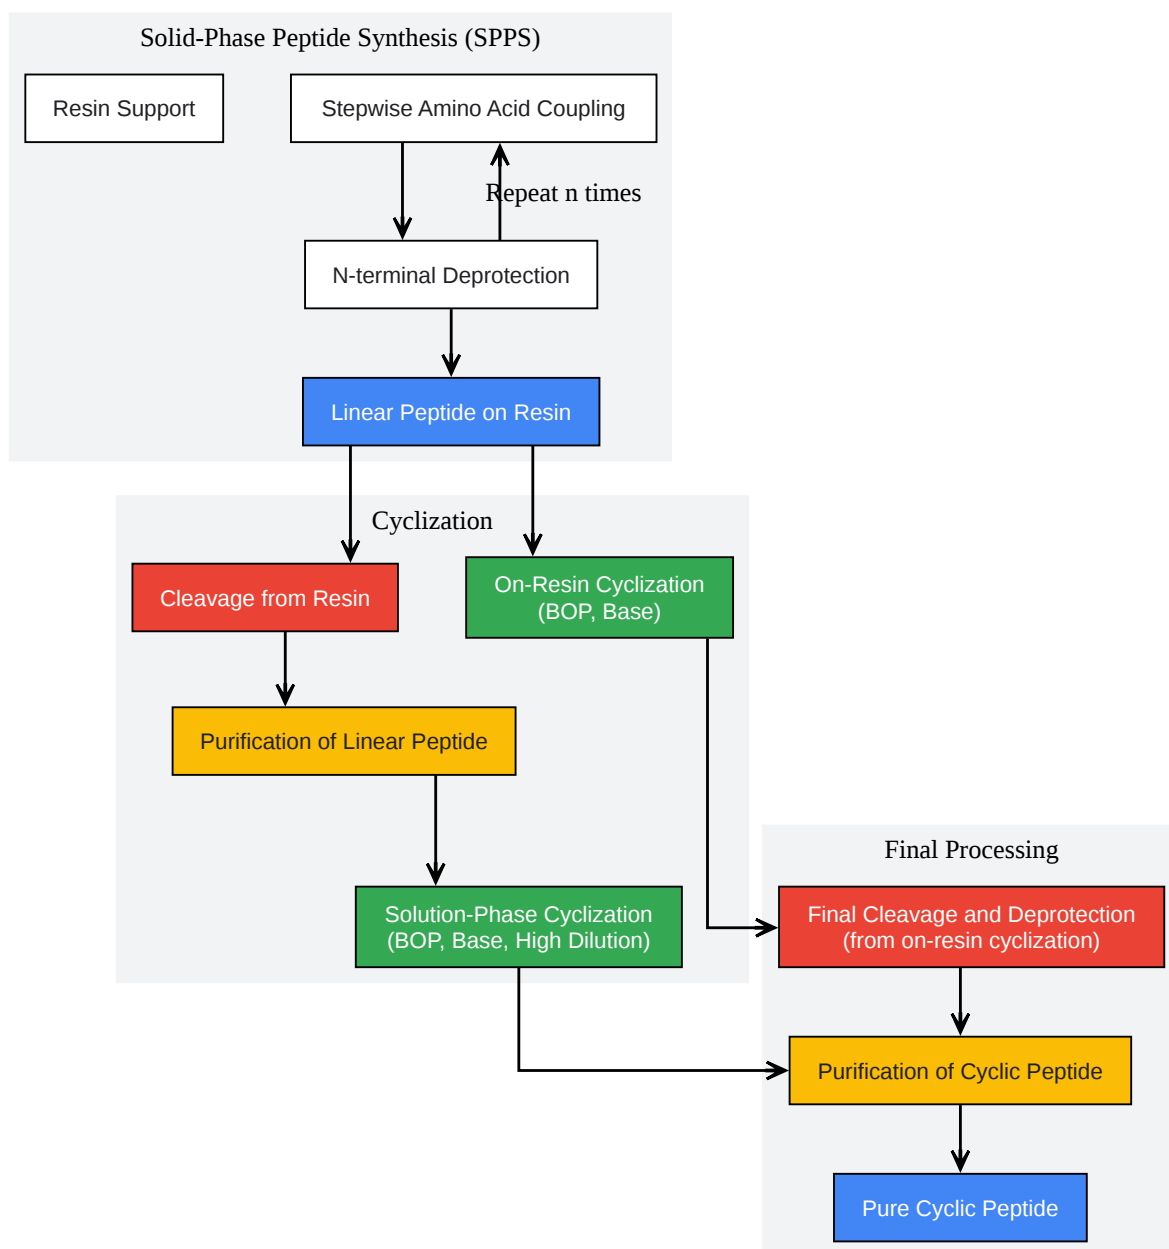 Solid-Phase Peptide Synthesis (SPPS)
Resin Support
Stepwise Amino Acid Coupling
Repeat n times
N-terminal Deprotection
Linear Peptide on Resin
Cyclization
Cleavage from Resin
On-Resin Cyclization
(BOP, Base)
Purification of Linear Peptide
Solution-Phase Cyclization
(BOP, Base, High Dilution)
Final Processing
Final Cleavage and Deprotection
(from on-resin cyclization)
Purification of Cyclic Peptide
Pure Cyclic Peptide